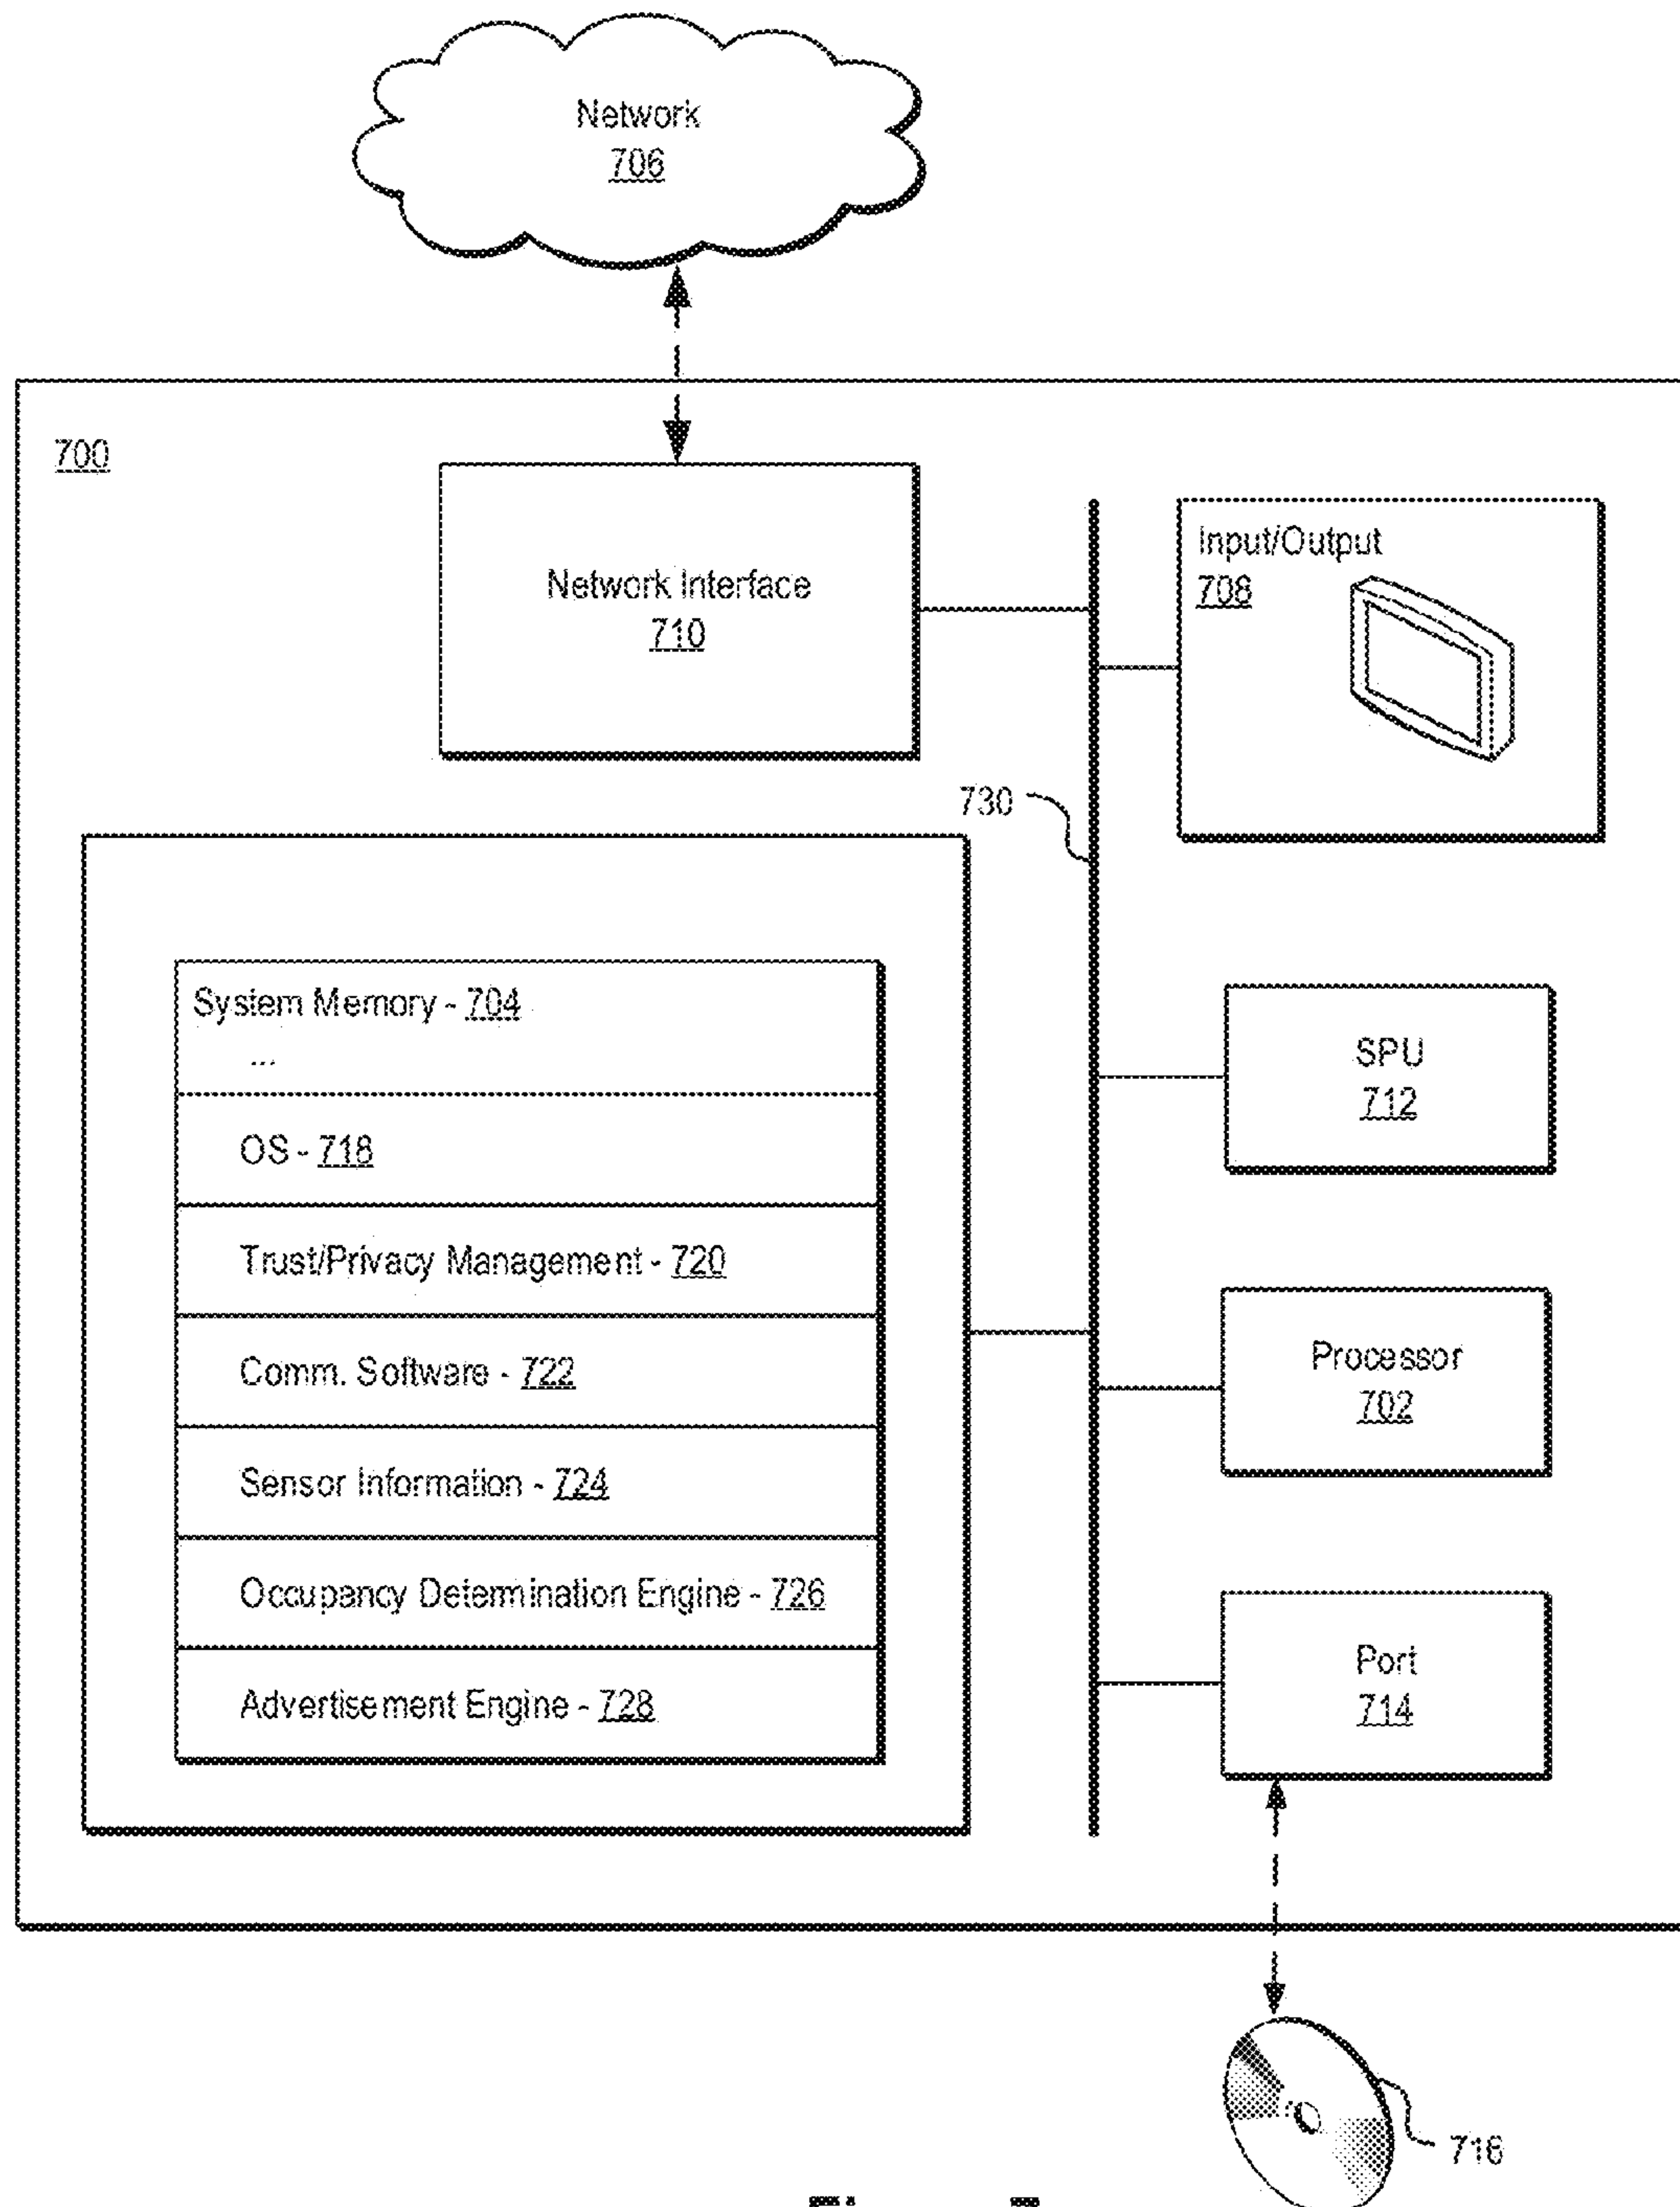 Network
706
700
Network Interface
710
Input/Output
708
730
System Memory - 704
...
OS - 718
Trust/Privacy Management - 720
Comm. Software - 722
Sensor Information - 724
Occupancy Determination Engine - 726
Advertisement Engine - 728
SPU
712
Processor
702
Port
714
716